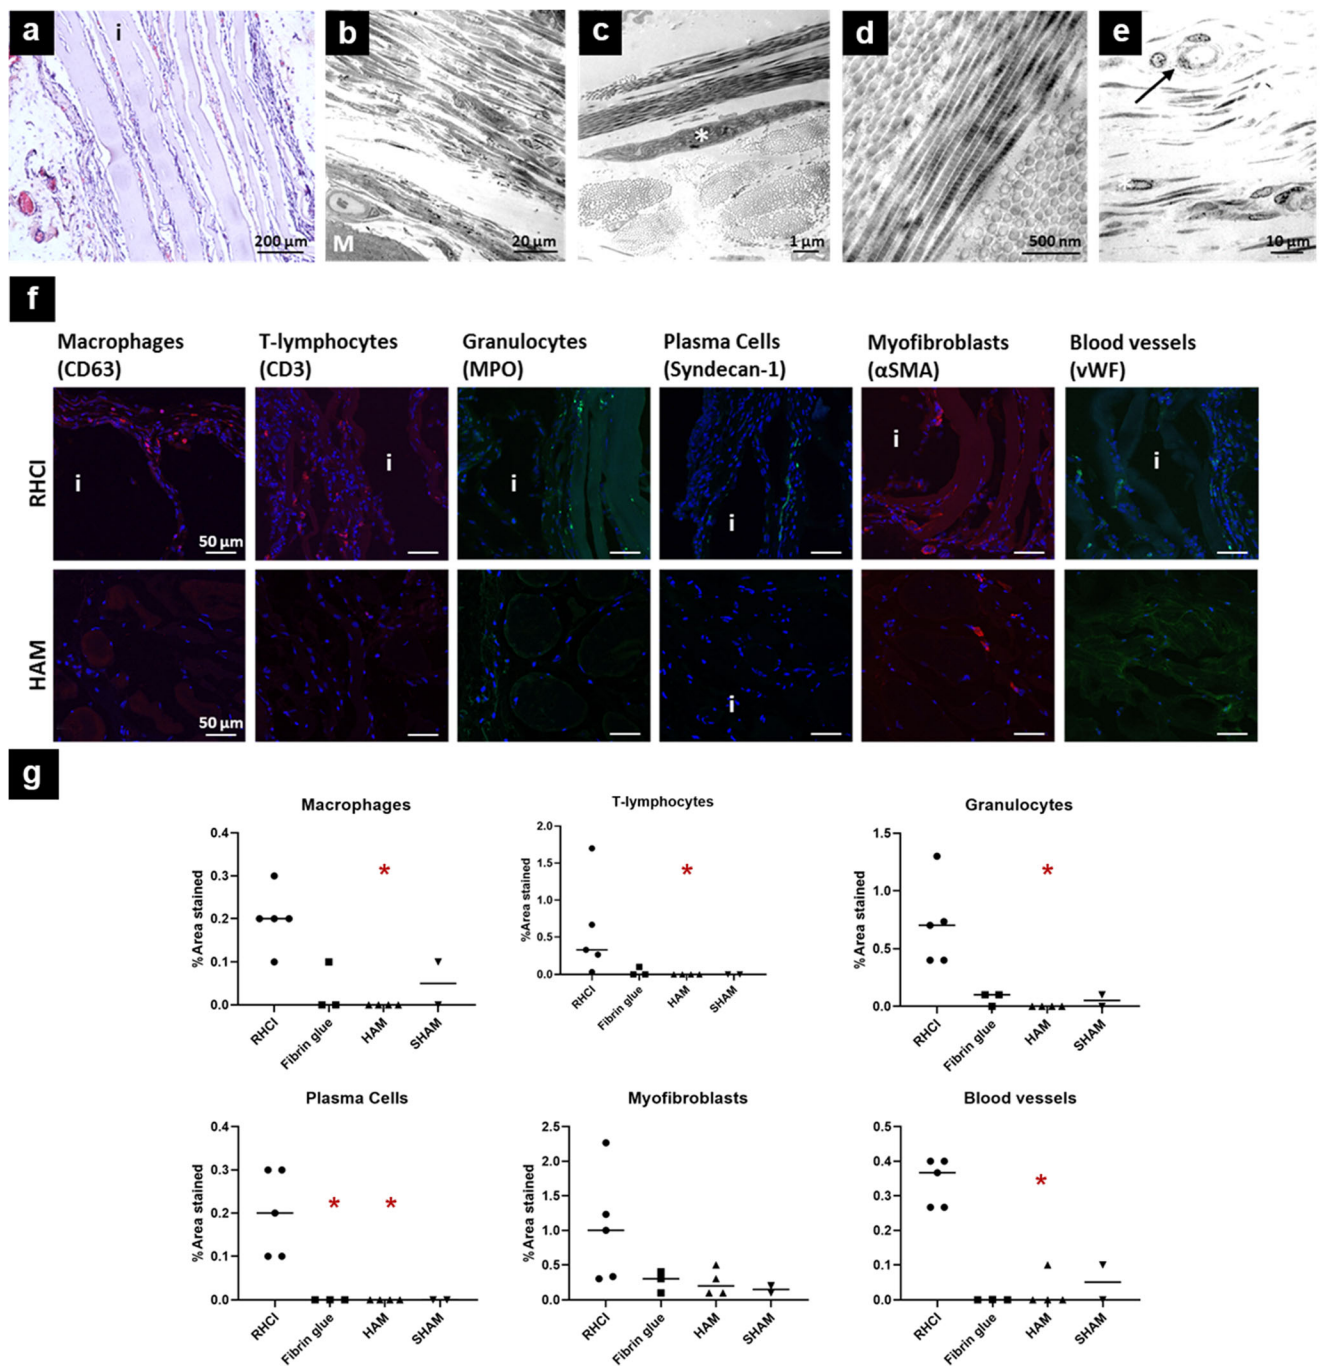 a
i
200 µm
b
M
20 µm
c
*
1 µm
d
500 nm
e
10 µm
f
Macrophages
(CD63)
T-lymphocytes
(CD3)
Granulocytes
(MPO)
Plasma Cells
(Syndecan-1)
Myofibroblasts
(αSMA)
Blood vessels
(vWF)
RHCI
i
50 µm
i
i
i
i
i
HAM
50 µm
i
g
Macrophages
%Area stained
0.4
0.3
0.2
0.1
0.0
*
RHCI
Fibrin glue
HAM
SHAM
T-lymphocytes
%Area stained
2.0
1.5
1.0
0.5
0.0
*
RHCI
Fibrin glue
HAM
SHAM
Granulocytes
%Area stained
1.5
1.0
0.5
0.0
*
RHCI
Fibrin glue
HAM
SHAM
Plasma Cells
%Area stained
0.4
0.3
0.2
0.1
0.0
* *
RHCI
Fibrin glue
HAM
SHAM
Myofibroblasts
%Area stained
2.5
2.0
1.5
1.0
0.5
0.0
RHCI
Fibrin glue
HAM
SHAM
Blood vessels
%Area stained
0.5
0.4
0.3
0.2
0.1
0.0
*
RHCI
Fibrin glue
HAM
SHAM